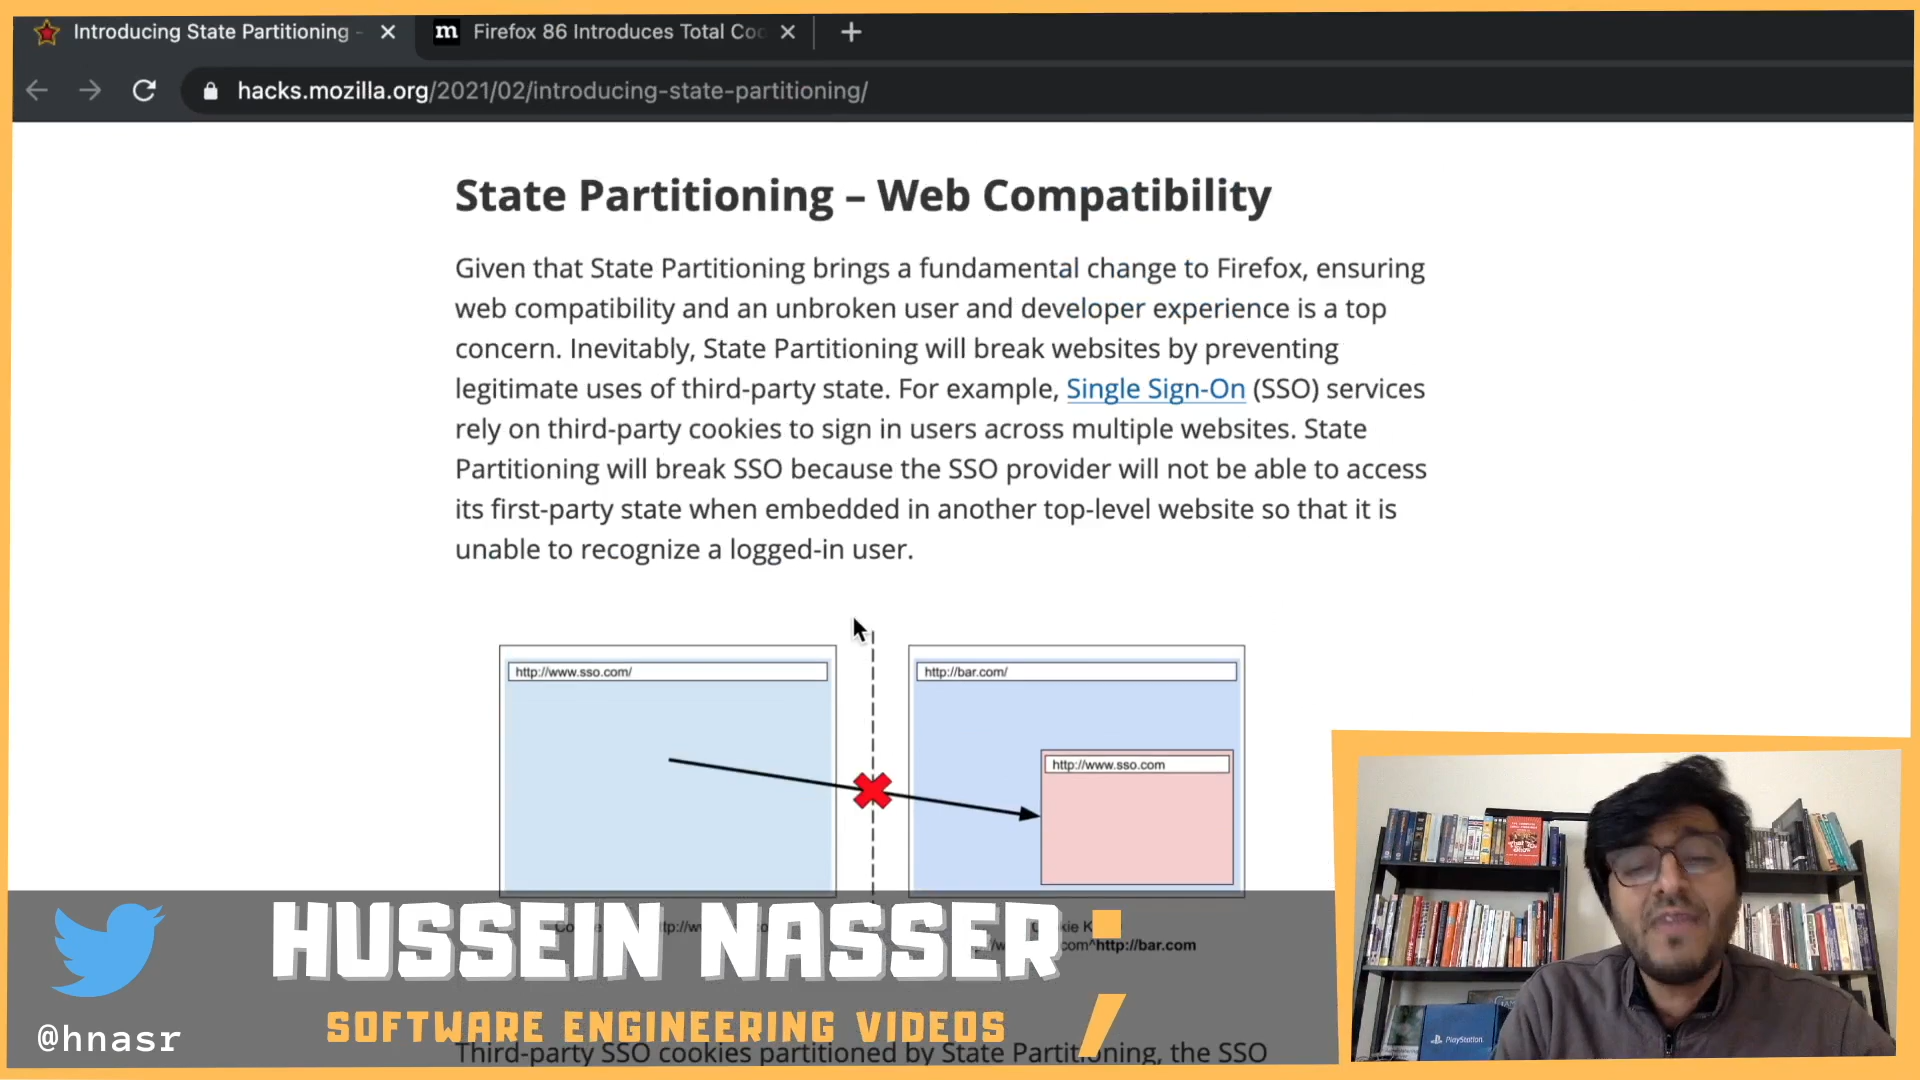 Introducing State Partitioning -
m Firefox 86 Introduces Total Coo
hacks.mozilla.org/2021/02/introducing-state-partitioning/
State Partitioning – Web Compatibility
Given that State Partitioning brings a fundamental change to Firefox, ensuring
web compatibility and an unbroken user and developer experience is a top
concern. Inevitably, State Partitioning will break websites by preventing
legitimate uses of third-party state. For example, Single Sign-On (SSO) services
rely on third-party cookies to sign in users across multiple websites. State
Partitioning will break SSO because the SSO provider will not be able to access
its first-party state when embedded in another top-level website so that it is
unable to recognize a logged-in user.
http://www.sso.com/
http://bar.com/
http://www.sso.com
HUSSEIN NASSER
com^http://bar.com
SOFTWARE ENGINEERING VIDEOS
@hnasr
Third-party SSO cookies partitioned by State Partitioning, the SSO
PlayStation